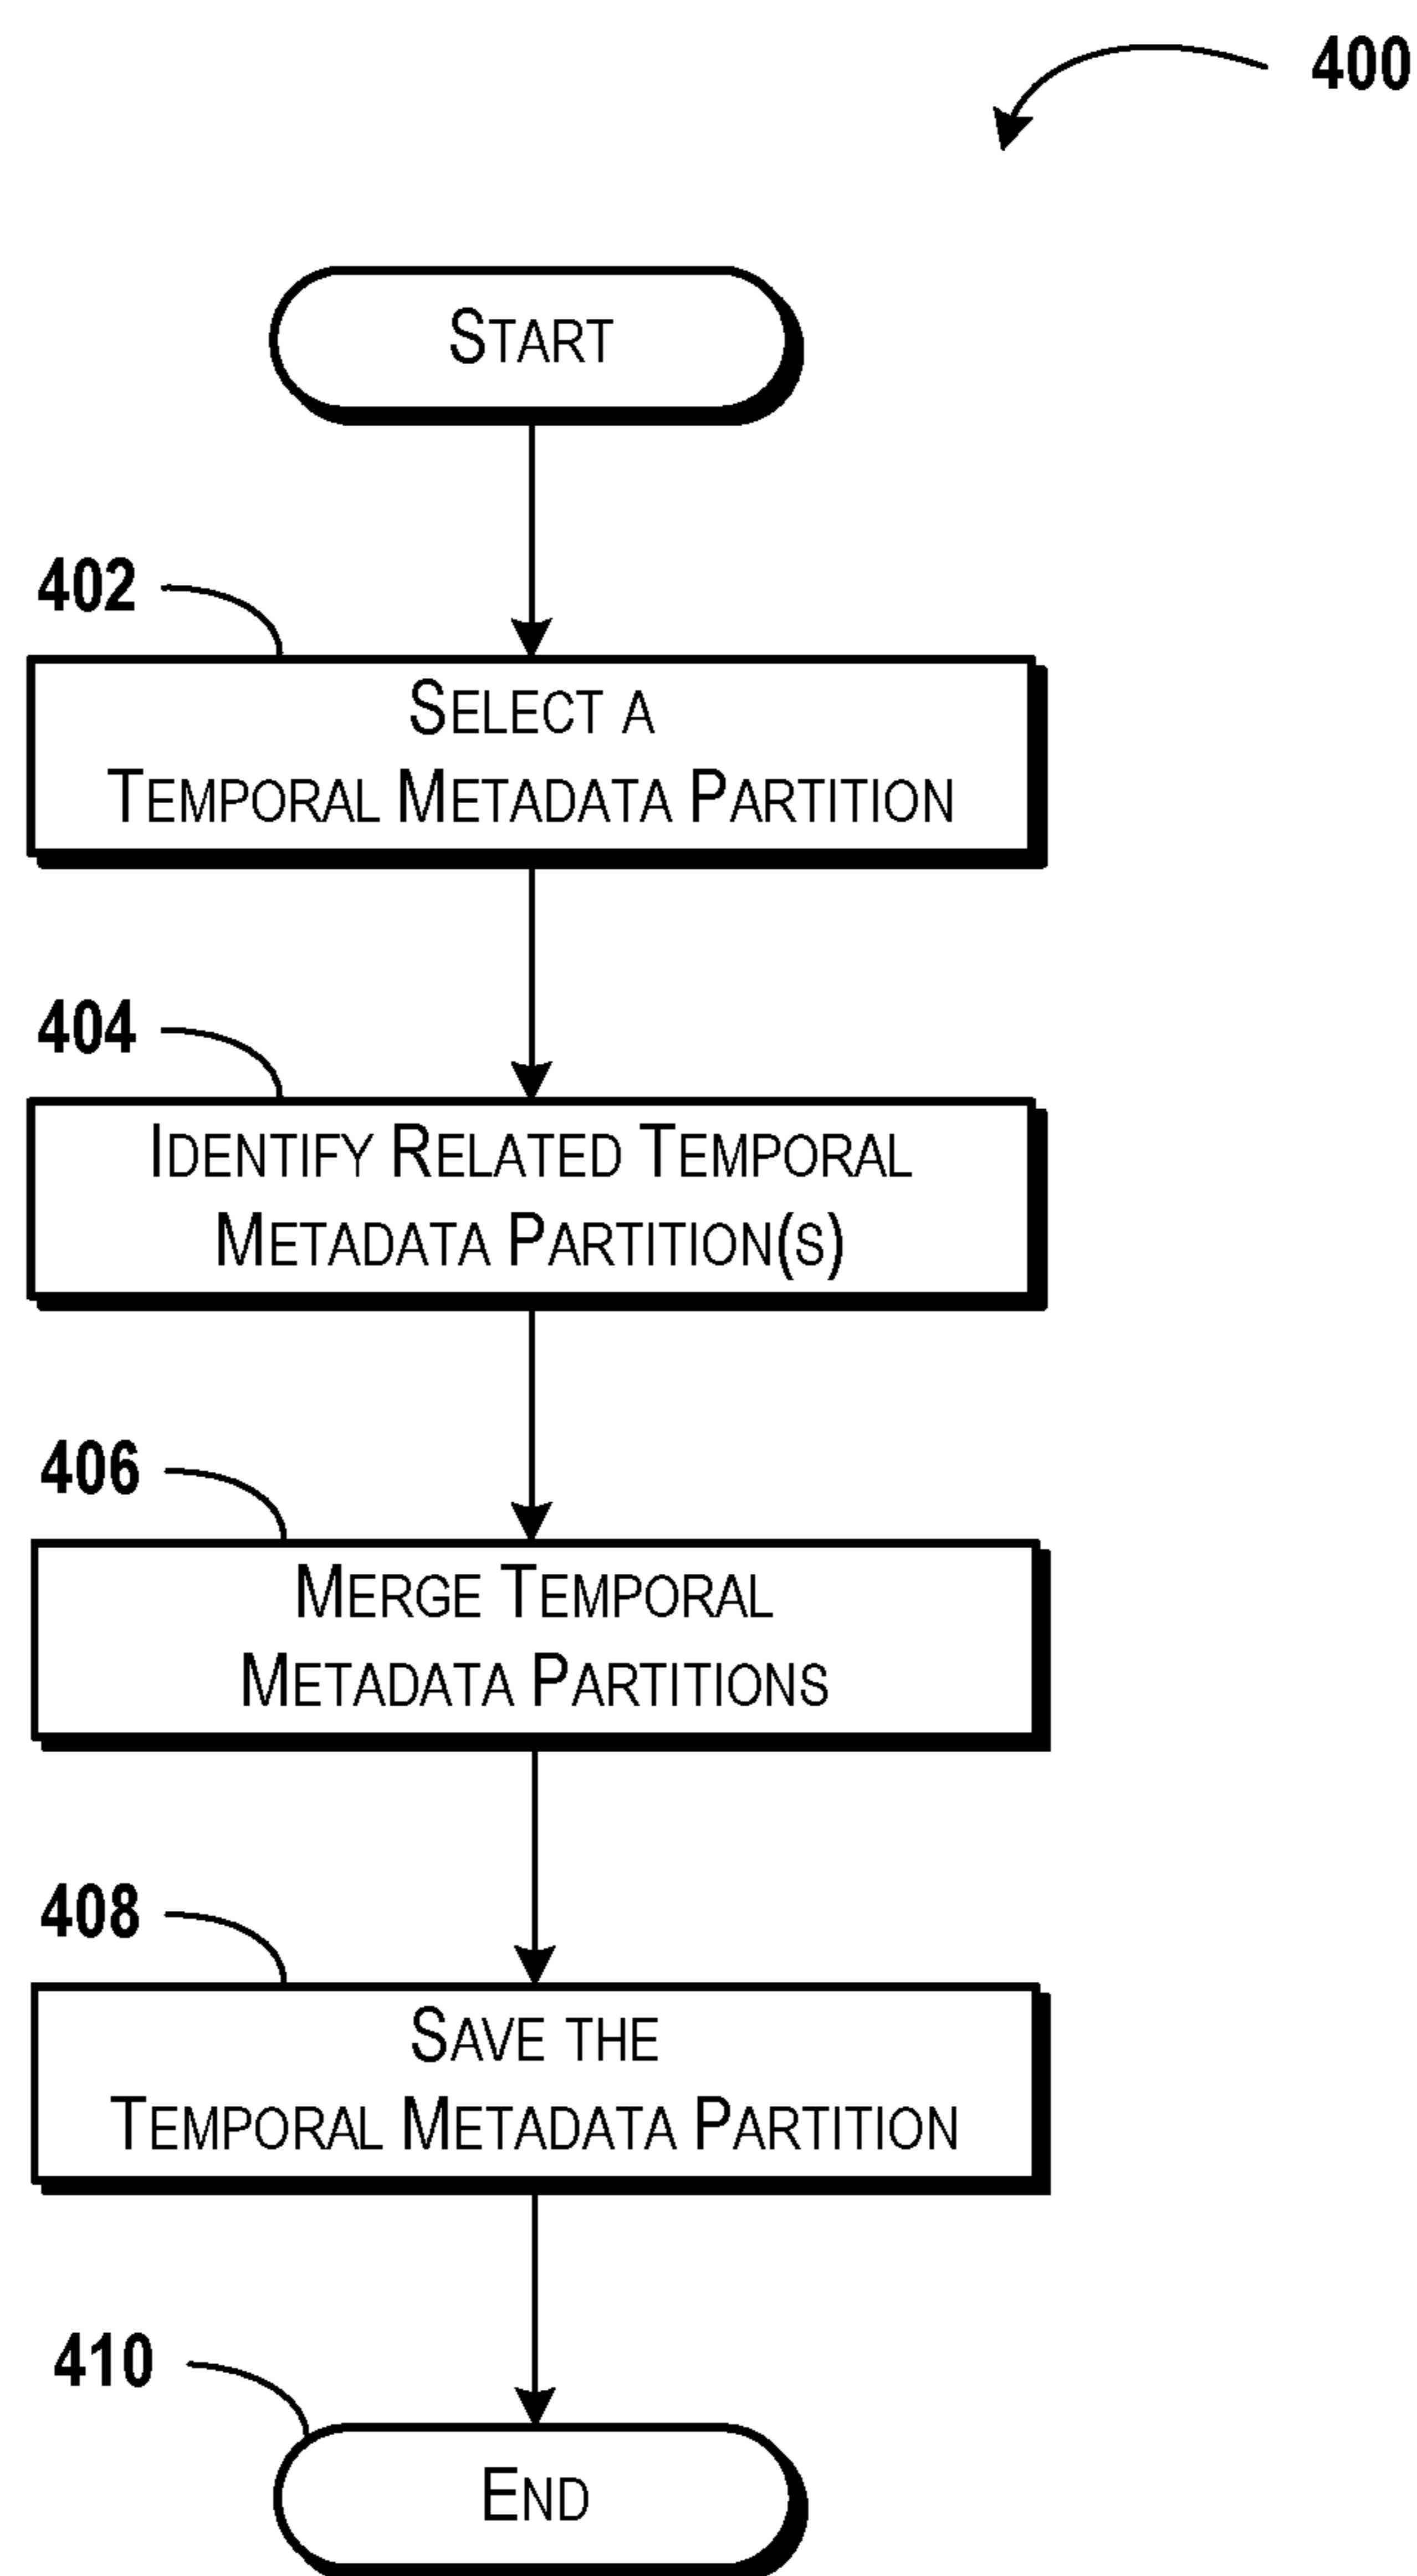 400
START
402
SELECT A
TEMPORAL METADATA PARTITION
404
IDENTIFY RELATED TEMPORAL
METADATA PARTITION(S)
406
MERGE TEMPORAL
METADATA PARTITIONS
408
SAVE THE
TEMPORAL METADATA PARTITION
410
END